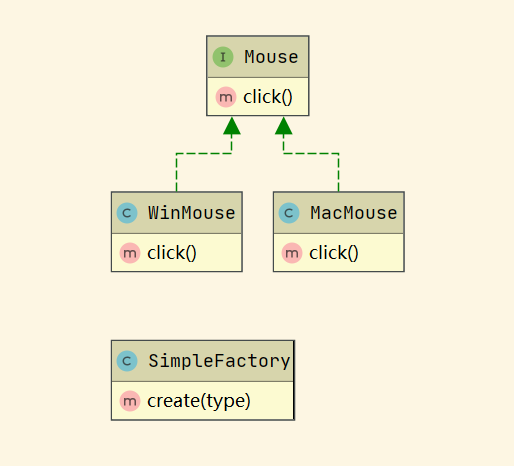 I Mouse
m click()
C WinMouse
C MacMouse
m click()
m click()
C SimpleFactory
m create(type)